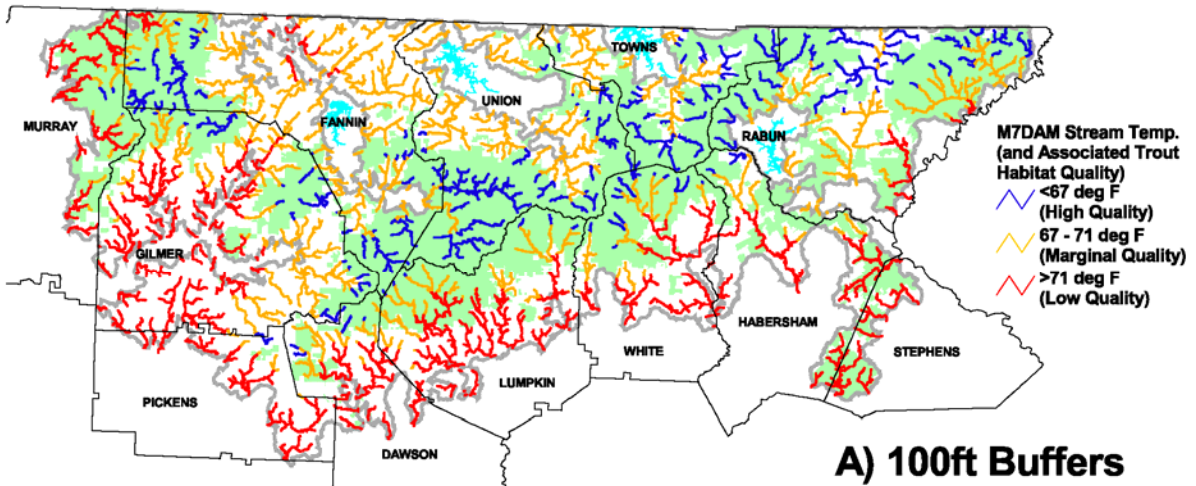 TOWNS
UNION
MURRAY
FANNIN
RABUN
M7DAM Stream Temp.
(and Associated Trout
Habitat Quality)
<67 deg F
(High Quality)
67 - 71 deg F
(Marginal Quality)
>71 deg F
(Low Quality)
GILMER
HABERSHAM
WHITE
STEPHENS
LUMPKIN
PICKENS
DAWSON
A) 100ft Buffers